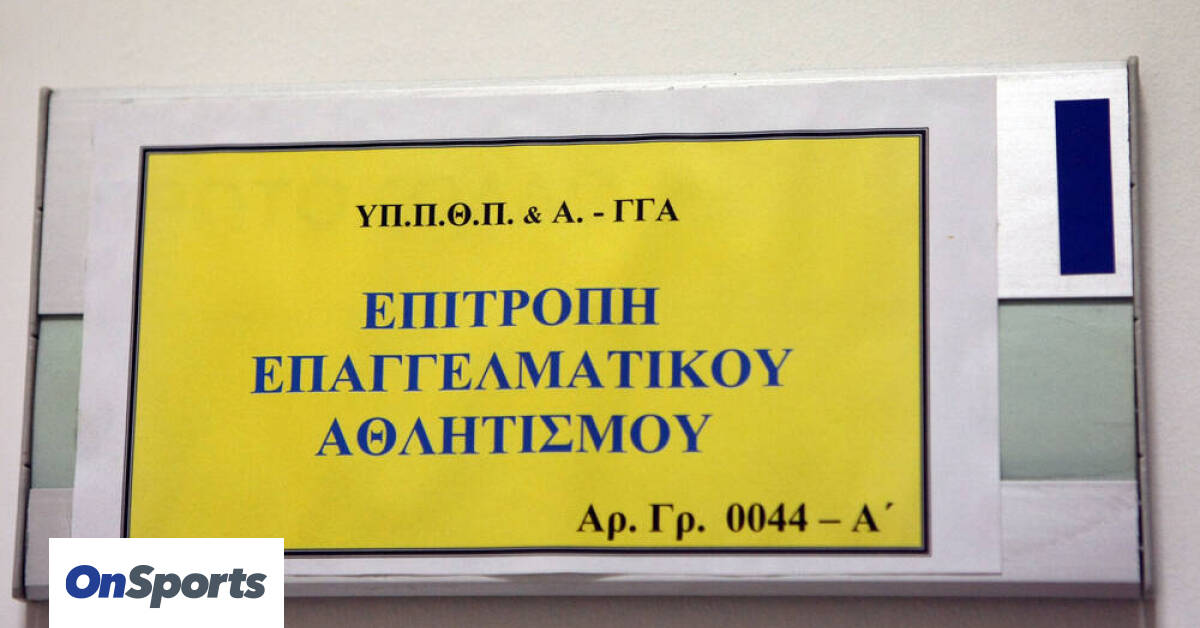 ΥΠ.Π.Θ.Π. & Α. - ΓΓΑ
ΕΠΙΤΡΟΠΗ
ΕΠΑΓΓΕΛΜΑΤΙΚΟΥ
ΑΘΛΗΤΙΣΜΟΥ
Αρ. Γρ. 0044 – Α΄
OnSports